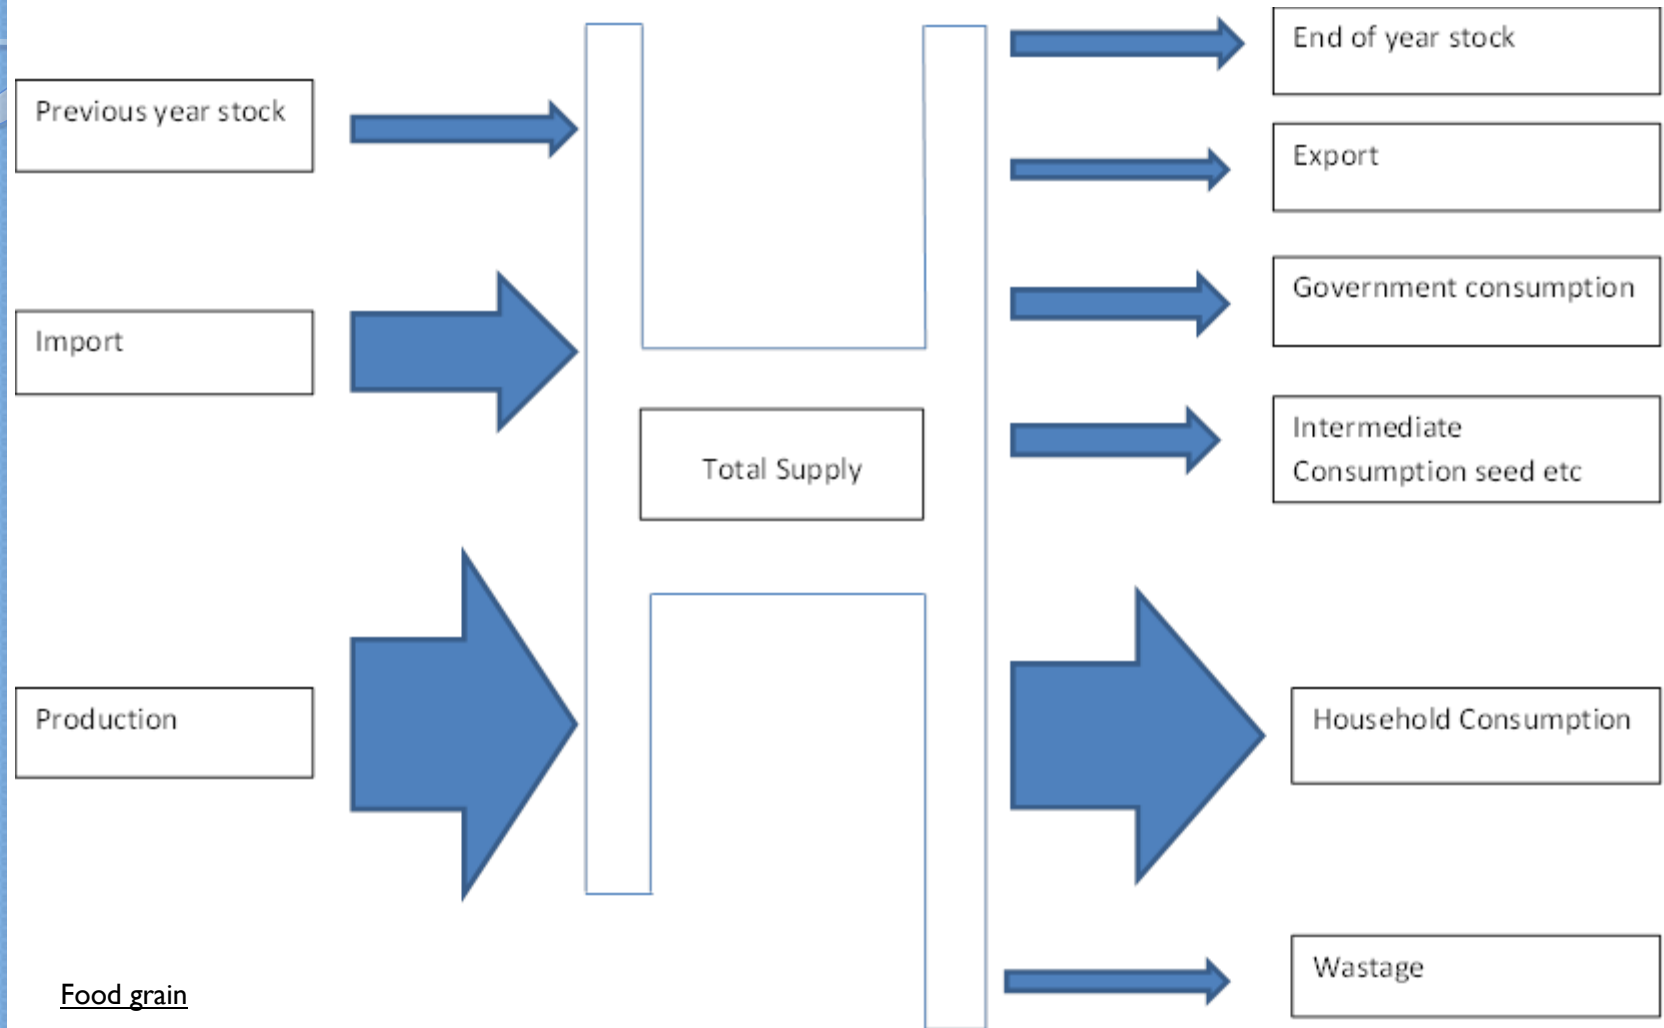 Previous year stock
Import
Production
Total Supply
End of year stock
Export
Government consumption
Intermediate
Consumption seed etc
Household Consumption
Wastage
Food grain